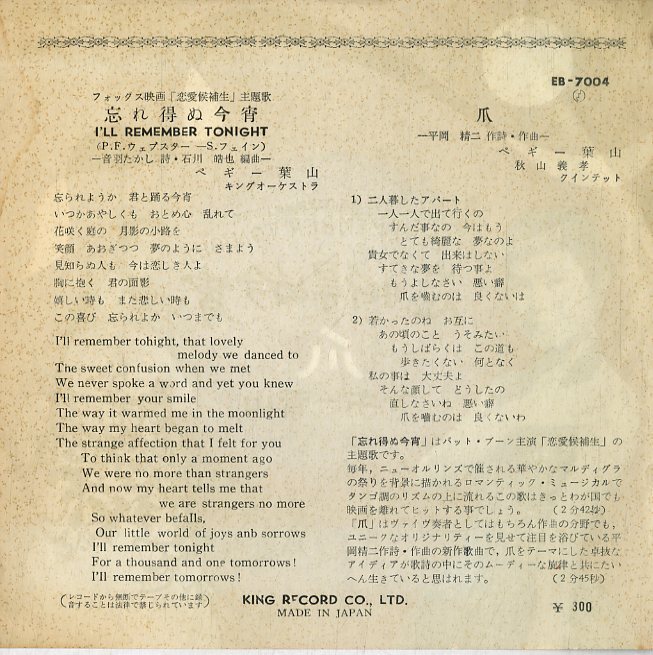 EB-7004
フォックス映画「恋愛候補生」主題歌
忘れ得ぬ今宵
I'LL REMEMBER TONIGHT
(P.F.ウェブスター —S.フェイン)
—音羽たかし 詩・石川 皓也 編曲—
ペギー葉山
キングオーケストラ
忘られようか 君と踊る今宵
いつかあやしくも おとめ心 乱れて
花咲く庭の 月影の小路を
笑顔 あおぎつつ 夢のように さまよう
見知らぬ人も 今は恋しき人よ
胸に抱く 君の面影
嬉しい時も また悲しい時も
この喜び 忘られよか いつまでも
I'll remember tohight, that lovely
melody we danced to
The sweet confusion when we met
We never spoke a word and yet you knew
I'll remember your smile
The way it warmed me in the moonlight
The way my heart began to melt
The strange affection that I felt for you
To think that only a moment ago
We were no more than strangers
And now my heart tells me that
we are strangers no more
So whatever befalls,
Our little world of joys anb sorrows
I'll remember tonight
For a thousand and one tomorrows!
I'll remember tomorrows!
(レコードから無断でテープその他に録
音することは法律で禁じられています)
爪
—平岡 精二 作詩・作曲—
ペギー葉山
秋山義孝
クインテット
1) 二人暮したアパート
一人一人で出て行くの
すんだ事なの 今はもう
とても綺麗な 夢なのよ
貴女でなくて 出来はしない
すてきな夢を 待つ事よ
もうよしなさい 悪い癖
爪を噛むのは 良くないは
2) 若かったのね お互に
あの頃のこと うそみたい
もうしばらくは この道も
歩きたくない 何となく
私の事は 大丈夫よ
そんな顔して どうしたの
直しなさいね 悪い癖
爪を噛むのは 良くないわ
「忘れ得ぬ今宵」はパット・ブーン主演「恋愛候補生」の
主題歌です。
毎年、ニューオルリンズで催される華やかなマルディグラ
の祭りを背景に描かれるロマンティック・ミュージカルで
タンゴ調のリズムの上に流れるこの歌はきっとわが国でも
映画を離れてヒットする事でしょう。 (2分42秒)
「爪」はヴァイヴ奏者としてはもちろん作曲の分野でも、
ユニークなオリジナリティーを見せて注目を浴びている平
岡精二作詩・作曲の新作歌曲で、爪をテーマにした卓抜な
アイディアが歌詩の中にそのムーディーな旋律と共にたい
へん生きていると思はれます。 (2分45秒)
KING RECORD CO., LTD.
MADE IN JAPAN
¥ 300